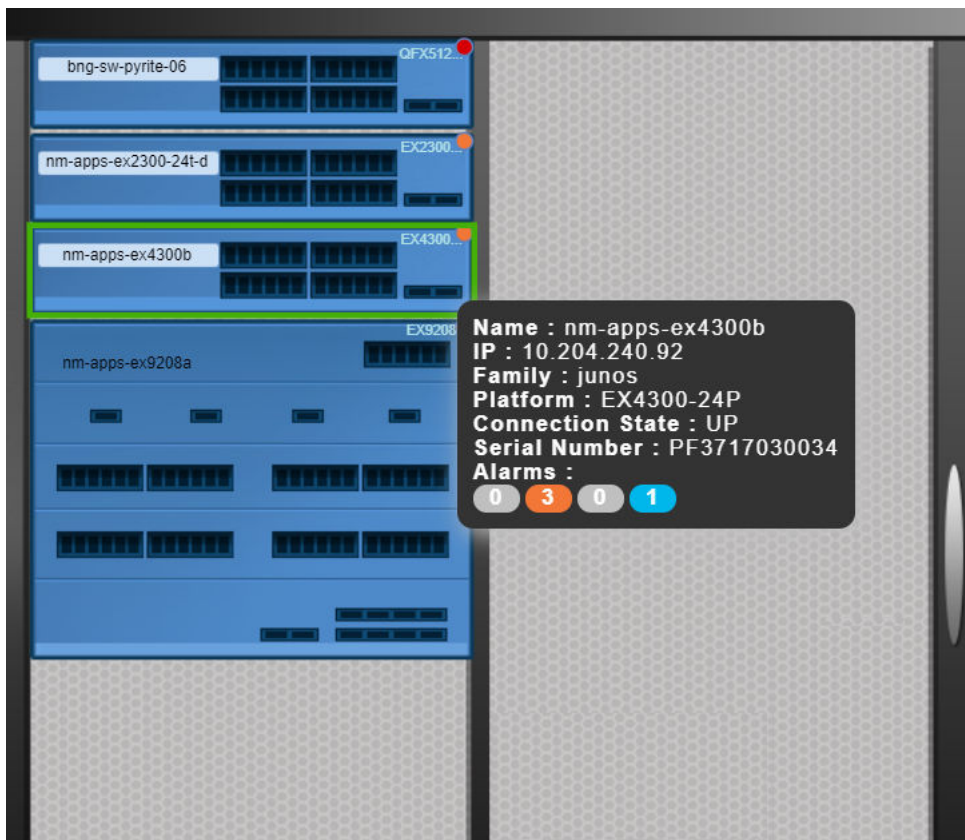 bng-sw-pyrite-06
QFX512...
nm-apps-ex2300-24t-d
EX2300...
nm-apps-ex4300b
EX4300...
nm-apps-ex9208a
EX9208
Name : nm-apps-ex4300b
IP : 10.204.240.92
Family : junos
Platform : EX4300-24P
Connection State : UP
Serial Number : PF3717030034
Alarms :
0 3 0 1